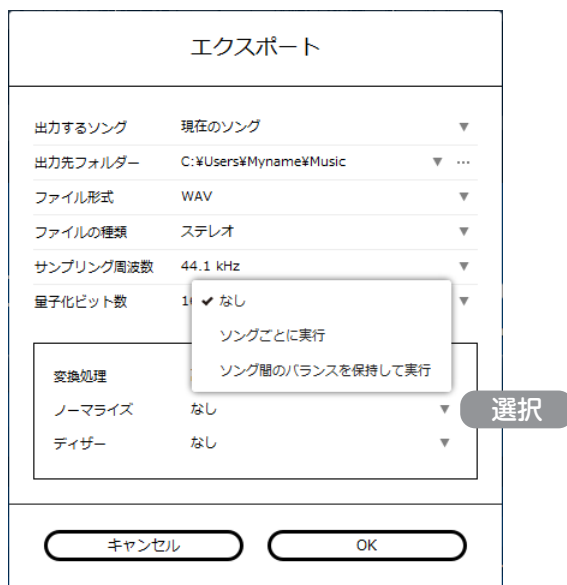 エクスポート
出力するソング 現在のソング ▼
出力先フォルダー C:¥Users¥Myname¥Music ▼ …
ファイル形式 WAV ▼
ファイルの種類 ステレオ ▼
サンプリング周波数 44.1 kHz ▼
量子化ビット数 ▼
✔ なし
ソングごとに実行
ソング間のバランスを保持して実行
変換処理
ノーマライズ なし ▼ 選択
ディザー なし ▼
キャンセル OK